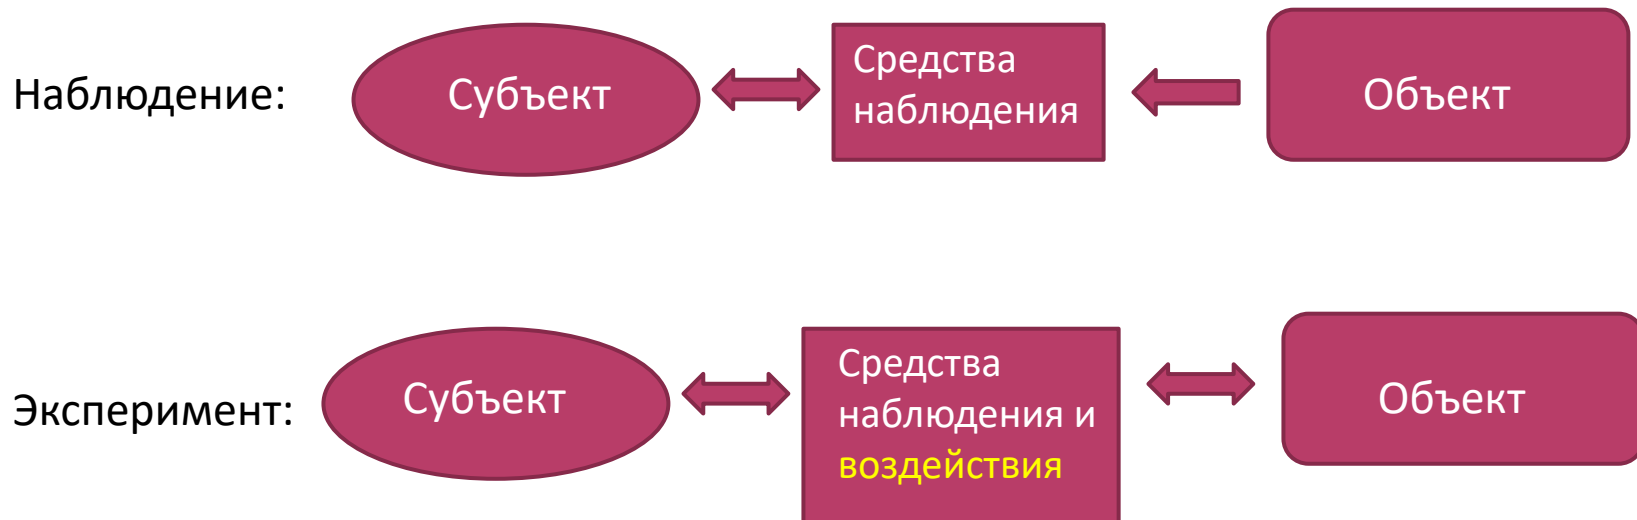 Наблюдение:
Субъект
Средства
наблюдения
Объект
Эксперимент:
Субъект
Средства
наблюдения и
воздействия
Объект